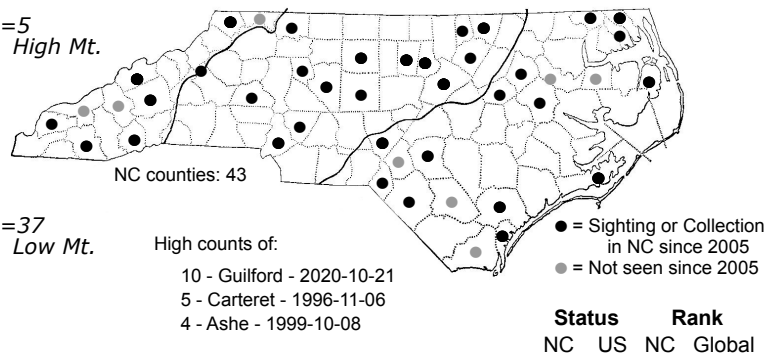 =5
High Mt.
NC counties: 43
=37
Low Mt.
High counts of:
10 - Guilford - 2020-10-21
5 - Carteret - 1996-11-06
4 - Ashe - 1999-10-08
● = Sighting or Collection
in NC since 2005
● = Not seen since 2005
Status Rank
NC US NC Global